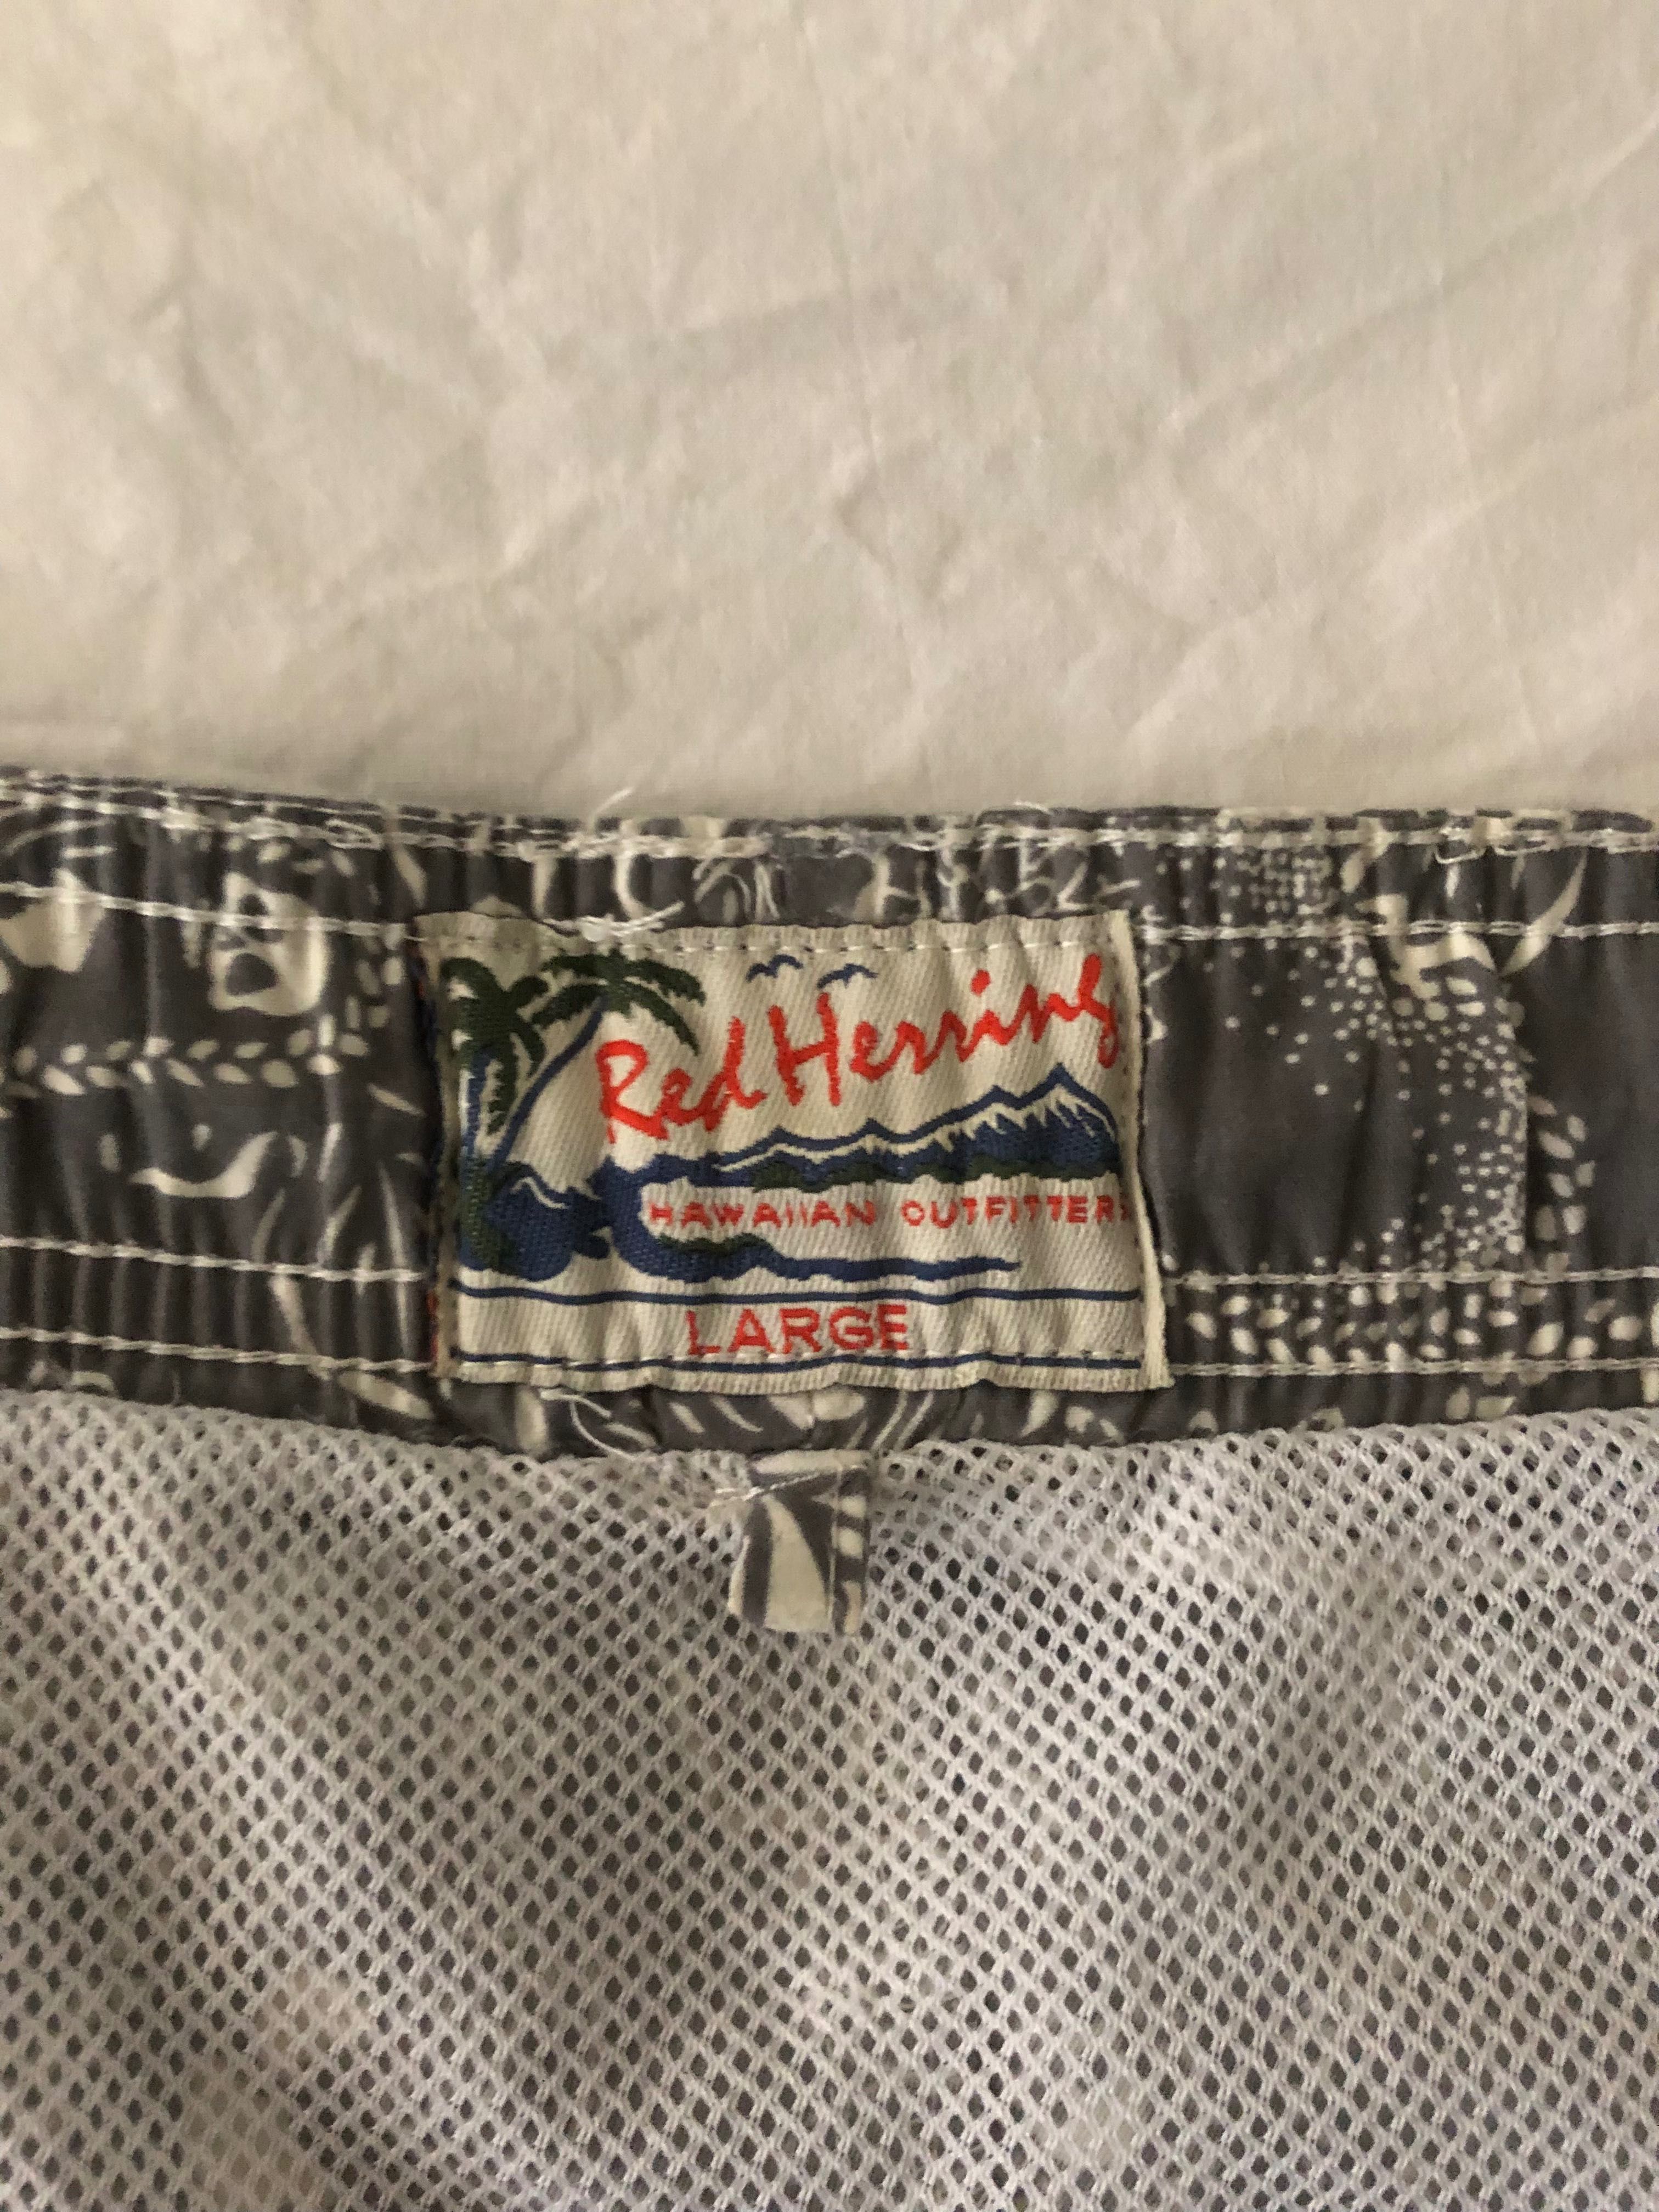 Red Herring
HAWAIIAN OUTFITTERS
LARGE